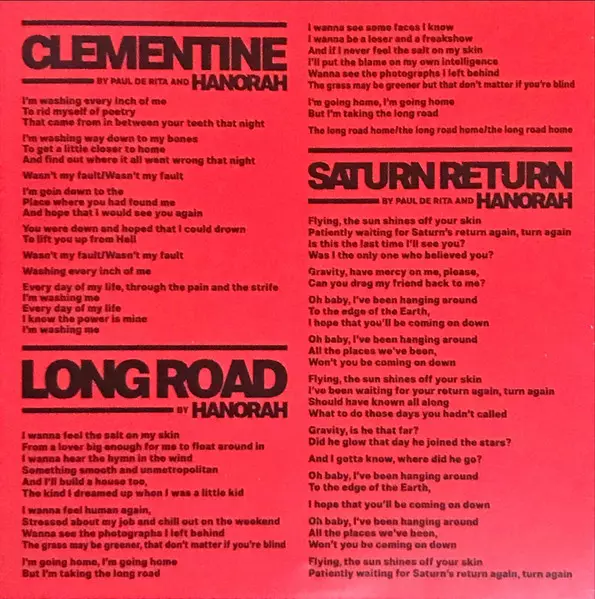 CLEMENTINE
BY PAUL DE RITA AND HANORAH
I'm washing every inch of me
To rid myself of poetry
That came from in between your teeth that night
I'm washing way down to my bones
To get a little closer to home
And find out where it all went wrong that night
Wasn't my fault/Wasn't my fault
I'm goin down to the
Place where you had found me
And hope that I would see you again
You were down and hoped that I could drown
To lift you up from Hell
Wasn't my fault/Wasn't my fault
Washing every inch of me
Every day of my life, through the pain and the strife
I'm washing me
Every day of my life
I know the power is mine
I'm washing me
LONG ROAD
BY HANORAH
I wanna feel the salt on my skin
From a lover big enough for me to float around in
I wanna hear the hymn in the wind
Something smooth and unmetropolitan
And I'll build a house too,
The kind I dreamed up when I was a little kid
I wanna feel human again,
Stressed about my job and chill out on the weekend
Wanna see the photographs I left behind
The grass may be greener, that don't matter if you're blind
I'm going home, I'm going home
But I'm taking the long road
I wanna see some faces I know
I wanna be a loser and a freakshow
And if I never feel the salt on my skin
I'll put the blame on my own intelligence
Wanna see the photographs I left behind
The grass may be greener but that don't matter if you're blind
I'm going home, I'm going home
But I'm taking the long road
The long road home/the long road home/the long road home
SATURN RETURN
BY PAUL DE RITA AND HANORAH
Flying, the sun shines off your skin
Patiently waiting for Saturn's return again, turn again
Is this the last time I'll see you?
Was I the only one who believed you?
Gravity, have mercy on me, please,
Can you drag my friend back to me?
Oh baby, I've been hanging around
To the edge of the Earth,
I hope that you'll be coming on down
Oh baby, I've been hanging around
All the places we've been,
Won't you be coming on down
Flying, the sun shines off your skin
I've been waiting for your return again, turn again
Should have known all along
What to do those days you hadn't called
Gravity, is he that far?
Did he glow that day he joined the stars?
And I gotta know, where did he go?
Oh baby, I've been hanging around
To the edge of the Earth,
I hope that you'll be coming on down
Oh baby, I've been hanging around
All the places we've been,
Won't you be coming on down
Flying, the sun shines off your skin
Patiently waiting for Saturn's return again, turn again